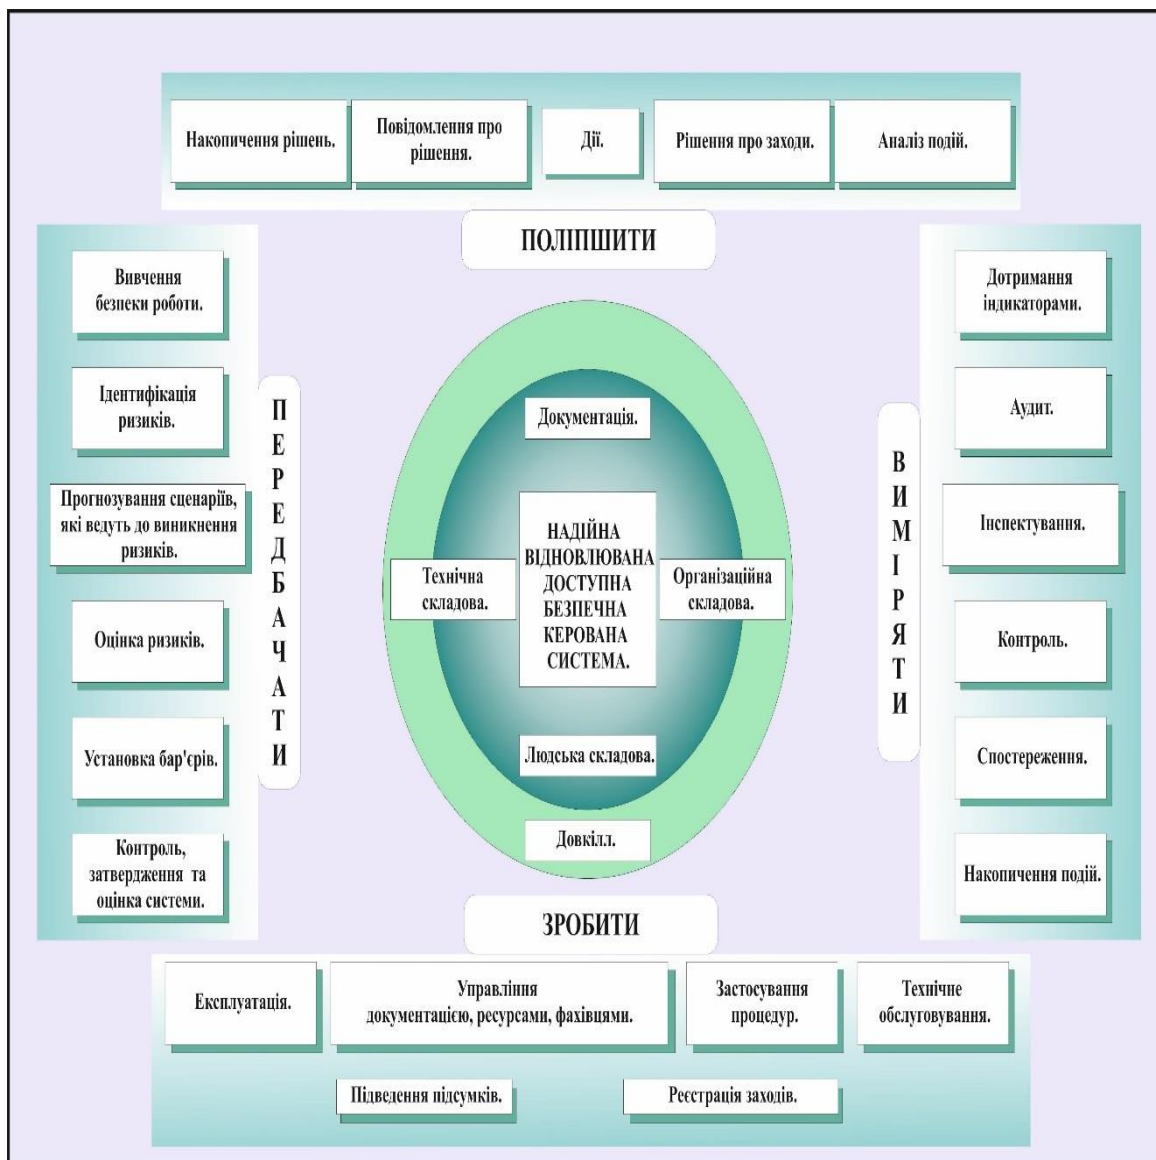 Накопичення рішень.
Повідомлення про
рішення.
Дії.
Рішення про заходи.
Аналіз подій.
ПОЛІПШИТИ
Вивчення
безпеки роботи.
Ідентифікація
ризиків.
Прогнозування сценаріїв,
які ведуть до виникнення
ризиків.
Оцінка ризиків.
Установка бар'єрів.
Контроль,
затвердження та
оцінка системи.
ПЕРЕДБАЧАТИ
Документація.
НАДІЙНА
ВІДНОВЛЮВАНА
ДОСТУПНА
БЕЗПЕЧНА
КЕРОВАНА
СИСТЕМА.
Технічна
складова.
Організаційна
складова.
Людська складова.
Довкілл.
ВИМІРЯТИ
Дотримання
індикаторами.
Аудит.
Інспектування.
Контроль.
Спостереження.
Накопичення подій.
ЗРОБИТИ
Експлуатація.
Управління
документацією, ресурсами, фахівцями.
Застосування
процедур.
Технічне
обслуговування.
Підведення підсумків.
Реєстрація заходів.